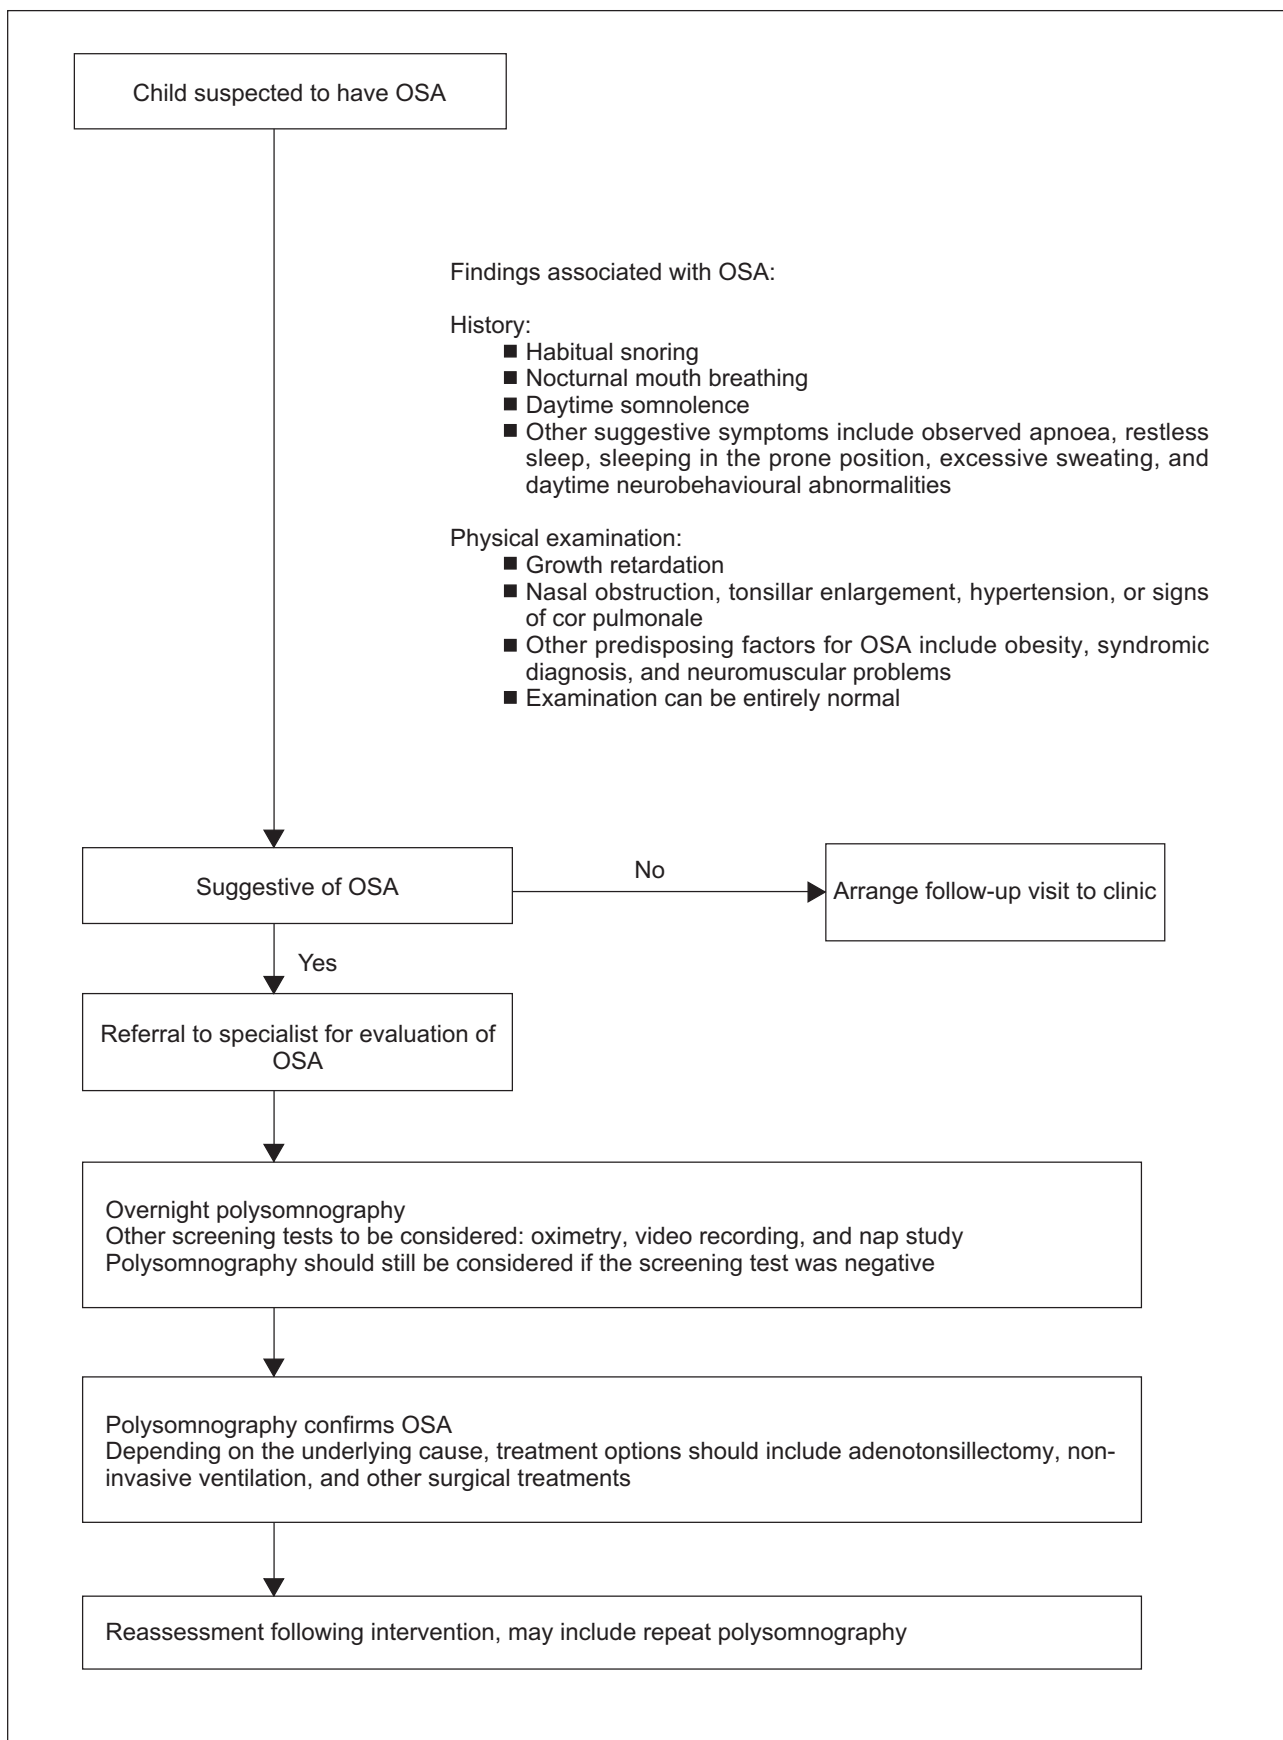 Child suspected to have OSA
Findings associated with OSA:
History:
■ Habitual snoring
■ Nocturnal mouth breathing
■ Daytime somnolence
■ Other suggestive symptoms include observed apnoea, restless
sleep, sleeping in the prone position, excessive sweating, and
daytime neurobehavioural abnormalities
Physical examination:
■ Growth retardation
■ Nasal obstruction, tonsillar enlargement, hypertension, or signs
of cor pulmonale
■ Other predisposing factors for OSA include obesity, syndromic
diagnosis, and neuromuscular problems
■ Examination can be entirely normal
Suggestive of OSA
No
Arrange follow-up visit to clinic
Yes
Referral to specialist for evaluation of
OSA
Overnight polysomnography
Other screening tests to be considered: oximetry, video recording, and nap study
Polysomnography should still be considered if the screening test was negative
Polysomnography confirms OSA
Depending on the underlying cause, treatment options should include adenotonsillectomy, non-
invasive ventilation, and other surgical treatments
Reassessment following intervention, may include repeat polysomnography